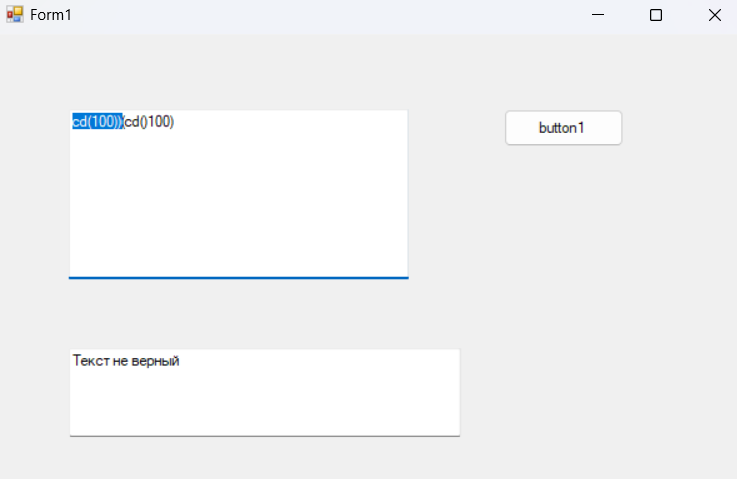 Form1
cd(100))(cd()100)
button1
Текст не верный